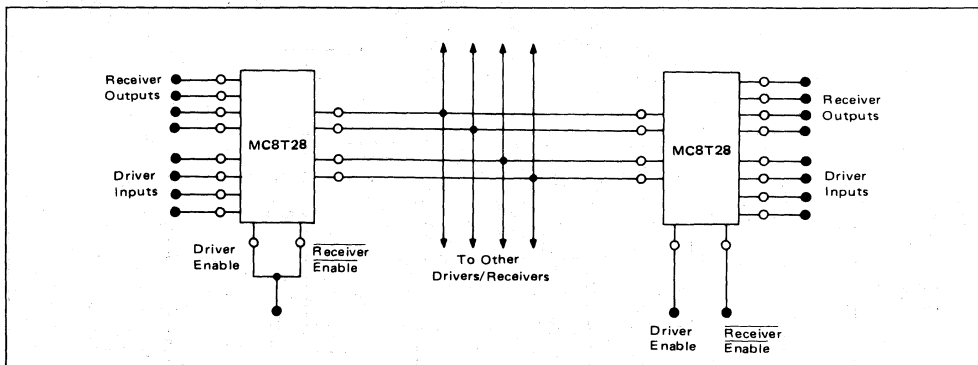 Receiver
Outputs
MC8T28
Driver
Inputs
Driver
Enable
Receiver
Enable
To Other
Drivers/Receivers
MC8T28
Receiver
Outputs
Driver
Inputs
Driver
Enable
Receiver
Enable